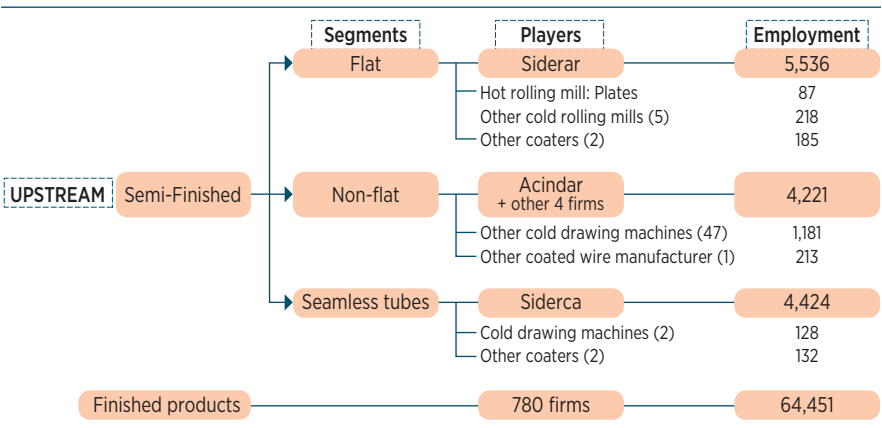 Segments Players Employment
Flat Siderar 5,536
Hot rolling mill: Plates 87
Other cold rolling mills (5) 218
Other coaters (2) 185
UPSTREAM Semi-Finished Non-flat Acindar 4,221
+ other 4 firms
Other cold drawing machines (47) 1,181
Other coated wire manufacturer (1) 213
Seamless tubes Siderca 4,424
Cold drawing machines (2) 128
Other coaters (2) 132
Finished products 780 firms 64,451